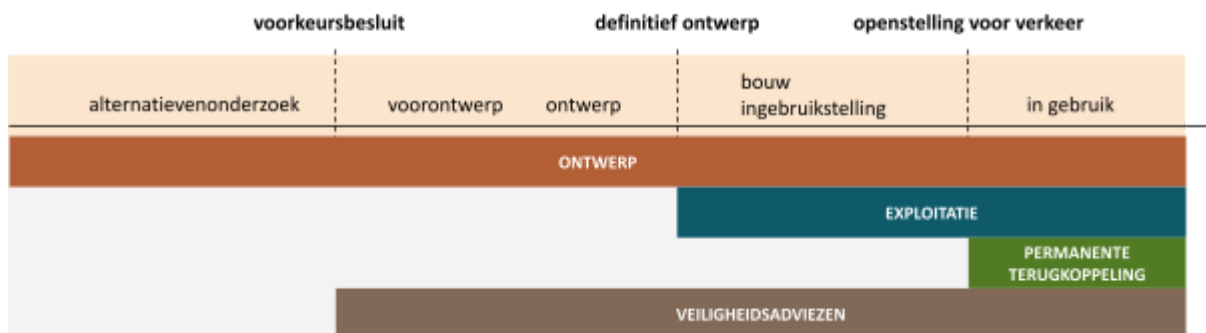 voorkeursbesluit definitief ontwerp openstelling voor verkeer
alternatievenonderzoek voorontwerp ontwerp bouw
ingebruikstelling in gebruik
ONTWERP
EXPLOITATIE
PERMANENTE
TERUGKOPPELING
VEILIGHEIDSADVIEZEN